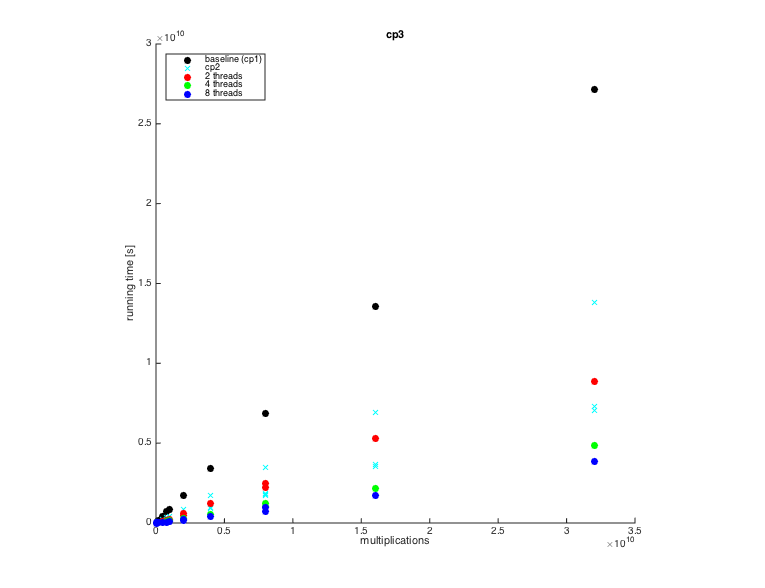 cp3
×10^10
3
2.5
2
1.5
1
0.5
0
baseline (cp1)
cp2
2 threads
4 threads
8 threads
running time [s]
0 0.5 1 1.5 2 2.5 3 3.5
multiplications
×10^10